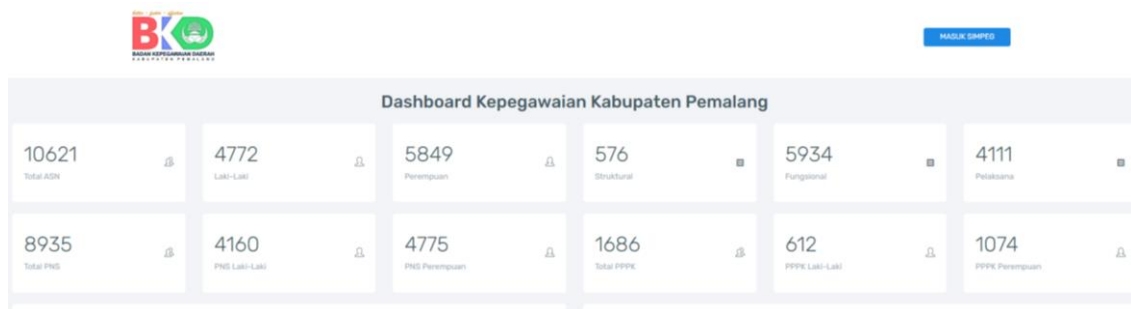 BKD
BADAN KEPEGAWAIAN DAERAH
KABUPATEN PEMALANG
MASUK SIMPEG
Dashboard Kepegawaian Kabupaten Pemalang
10621
Total ASN
4772
Laki-Laki
5849
Perempuan
576
Struktural
5934
Fungsional
4111
Pelaksana
8935
Total PNS
4160
PNS Laki-Laki
4775
PNS Perempuan
1686
Total PPPK
612
PPPK Laki-Laki
1074
PPPK Perempuan